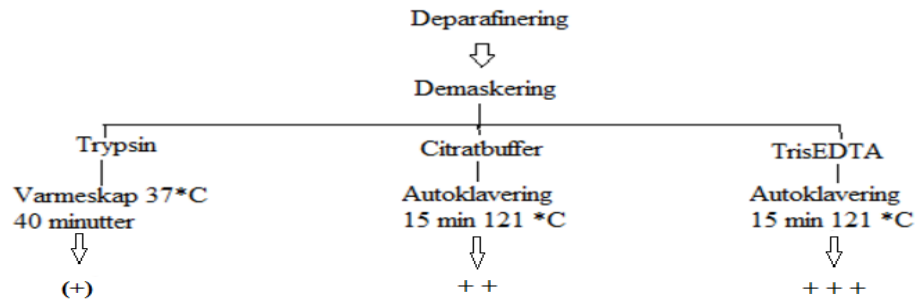 Deparafinering
Demaskering
Trypsin
Citratbuffer
TrisEDTA
Varmeskap 37*C
40 minutter
Autoklavering
15 min 121 *C
Autoklavering
15 min 121 *C
(+)
+ +
+ + +